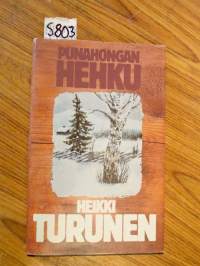 S803
PUNAHONGAN
HEHKU
HEIKKI
TURUNEN